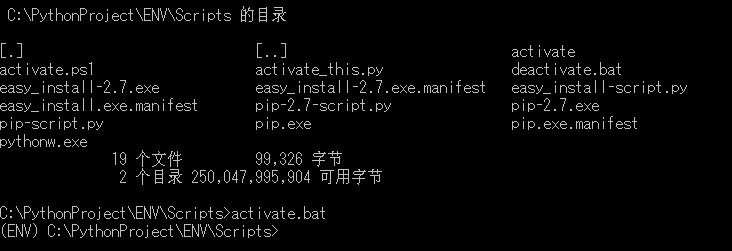 C:\PythonProject\ENV\Scripts 的目录
[.] [..] activate
activate.ps1 activate_this.py deactivate.bat
easy_install-2.7.exe easy_install-2.7.exe.manifest easy_install-script.py
easy_install.exe.manifest pip-2.7-script.py pip-2.7.exe
pip-script.py pip.exe pip.exe.manifest
pythonw.exe
19 个文件 99,326 字节
2 个目录 250,047,995,904 可用字节
C:\PythonProject\ENV\Scripts>activate.bat
(ENV) C:\PythonProject\ENV\Scripts>